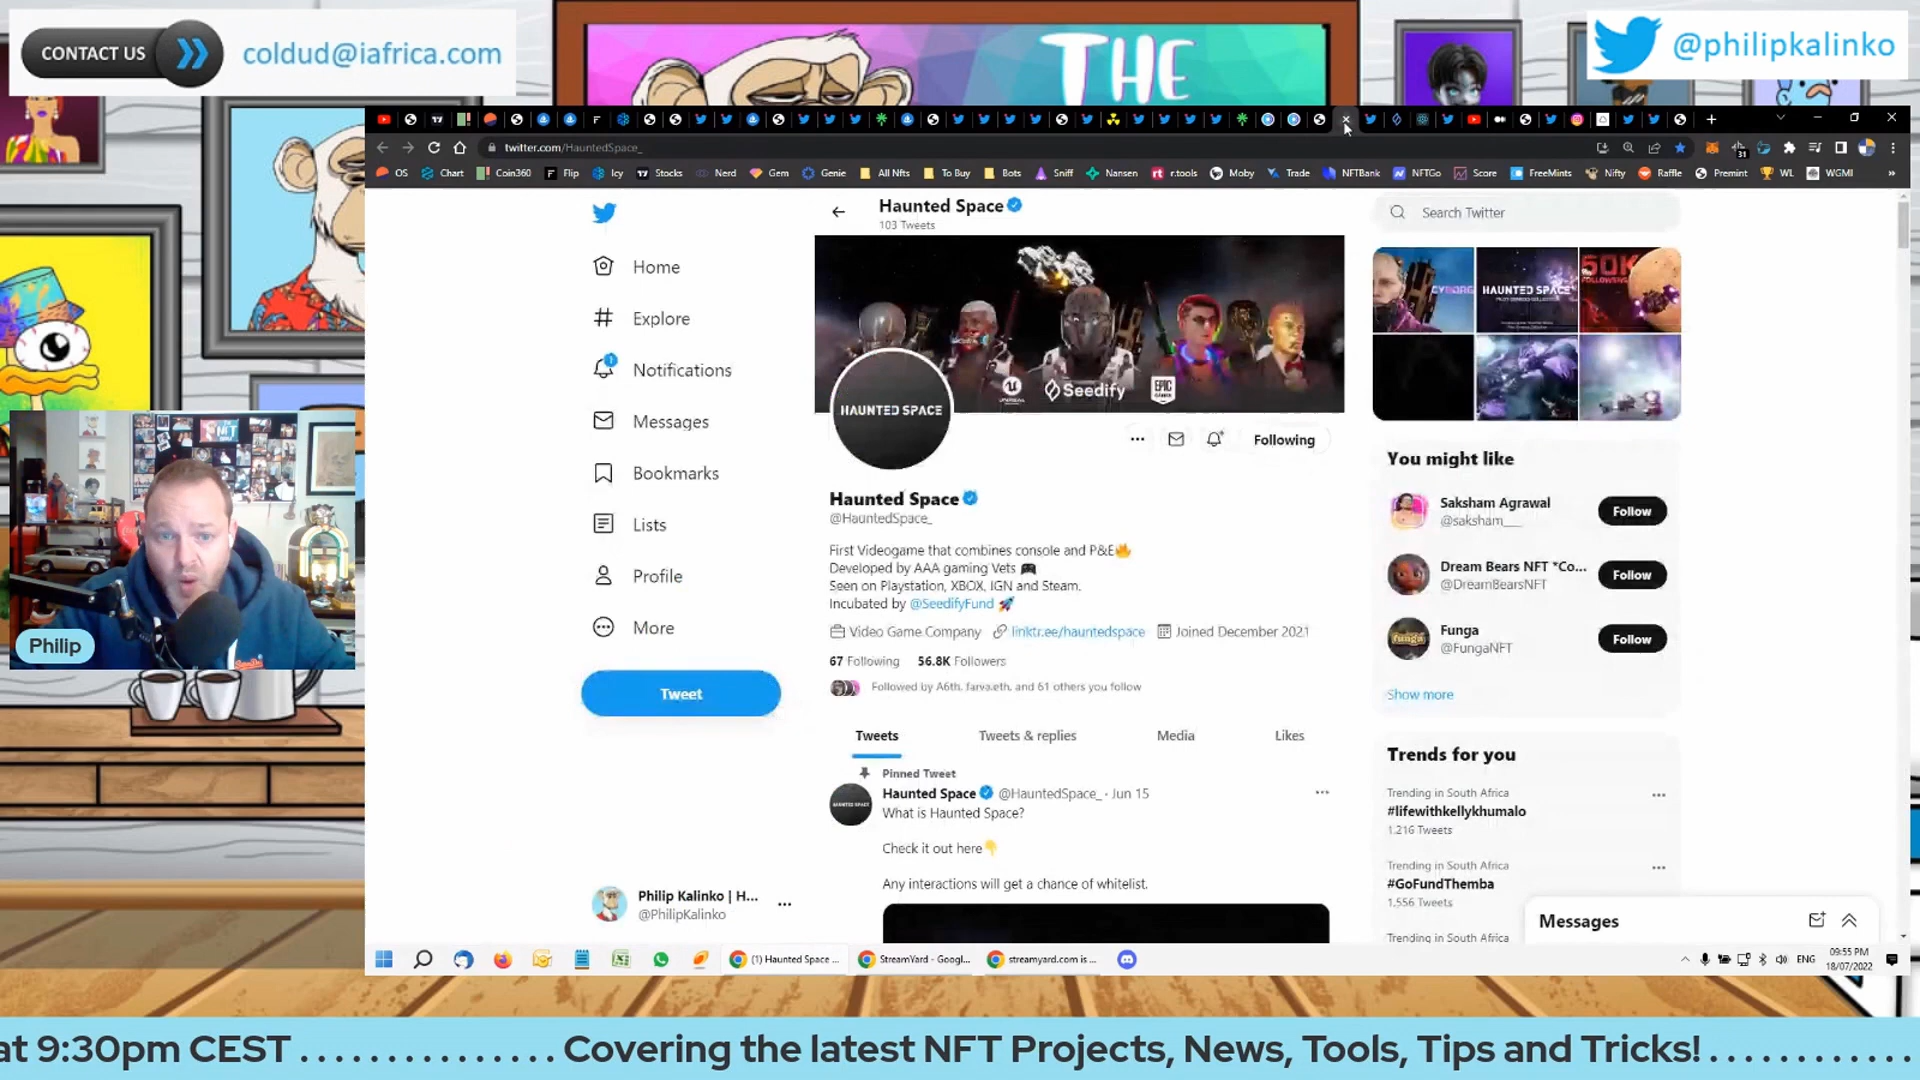 CONTACT US
coldud@iafrica.com
THE
@philipkalinko
twitter.com/HauntedSpace_
OS
Chart
Coin360
Flip
Icy
Stocks
Nerd
Gem
Genie
All Nfts
To Buy
Bots
Sniff
Nansen
r.tools
Moby
Trade
NFTBank
NFTGo
Score
FreeMints
Nifty
Raffle
Premint
WL
WGMI
Home
Explore
Notifications
Messages
Bookmarks
Lists
Profile
More
Tweet
Philip Kalinko | H...
@PhilipKalinko
Haunted Space
103 Tweets
Seedify
EPIC GAMES
HAUNTED SPACE
Following
Haunted Space
@HauntedSpace_
First Videogame that combines console and P&E🔥
Developed by AAA gaming Vets 🎮
Seen on Playstation, XBOX, IGN and Steam.
Incubated by @SeedifyFund 🚀
Video Game Company linktr.ee/hauntedspace Joined December 2021
67 Following 56.8K Followers
Followed by A6th, farva.eth, and 61 others you follow
Tweets Tweets & replies Media Likes
Pinned Tweet
Haunted Space @HauntedSpace_ · Jun 15
What is Haunted Space?
Check it out here👇
Any interactions will get a chance of whitelist.
Search Twitter
CYBORG
HAUNTED SPACE
50K
FOLLOWERS
You might like
Saksham Agrawal
@saksham___
Follow
Dream Bears NFT *Co...
@DreamBearsNFT
Follow
Funga
@FungaNFT
Follow
Show more
Trends for you
Trending in South Africa
#lifewithkellykhumalo
1,216 Tweets
Trending in South Africa
#GoFundThemba
1,556 Tweets
Trending in South Africa
Messages
Philip
(1) Haunted Space ...
StreamYard - Googl...
streamyard.com is ...
ENG
09:55 PM
18/07/2022
at 9:30pm CEST . . . . . . . . . . . . . . . Covering the latest NFT Projects, News, Tools, Tips and Tricks! . . . . . . . . . . . .